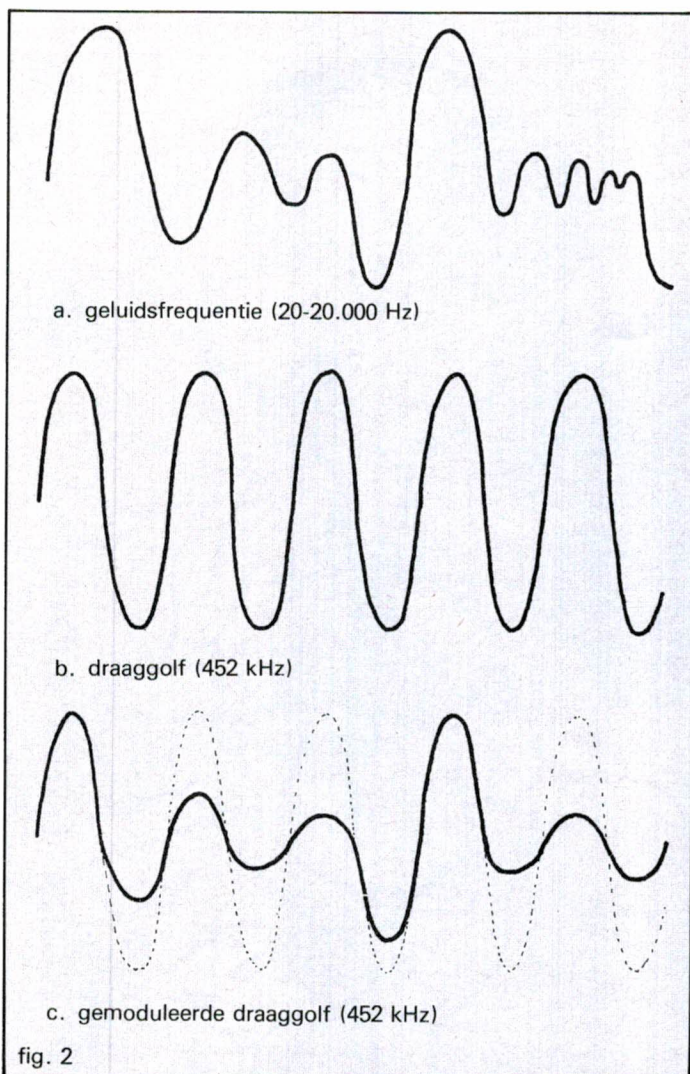 a. geluidsfrequentie (20-20.000 Hz)
b. draaggolf (452 kHz)
c. gemoduleerde draaggolf (452 kHz)
fig. 2